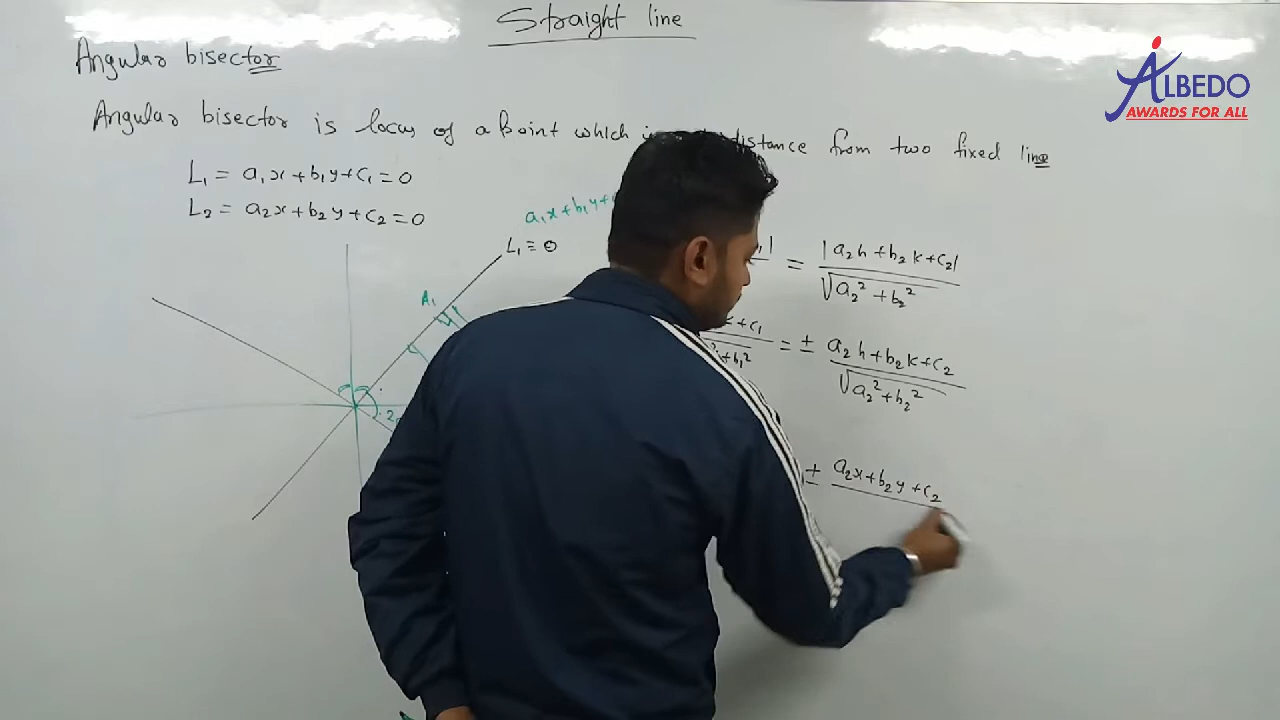 Straight line
Angular bisector
ALBEDO
AWARDS FOR ALL
Angular bisector is locus of a point which distance from two fixed line
L₁ = a₁x+b₁y+c₁=0
L₂ = a₂x+b₂y+c₂=0
a₁x+b₁y+
L₁ = 0
A₁
2
= |a₂h+b₂k+c₂| / √a₂²+b₂²
+c₁ / +b₁² = ± a₂h+b₂k+c₂ / √a₂²+b₂²
± a₂x+b₂y+c₂